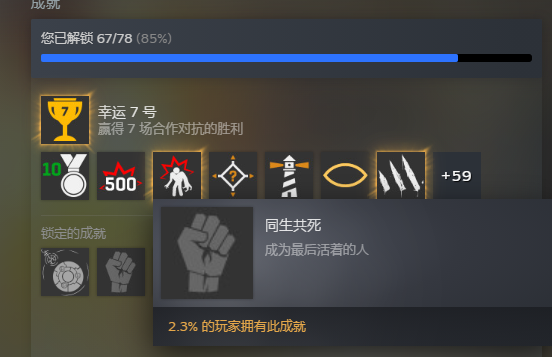 成就
您已解锁 67/78 (85%)
7
幸运 7 号
赢得 7 场合作对抗的胜利
10
500
?
+59
锁定的成就
同生共死
成为最后活着的人
2.3% 的玩家拥有此成就